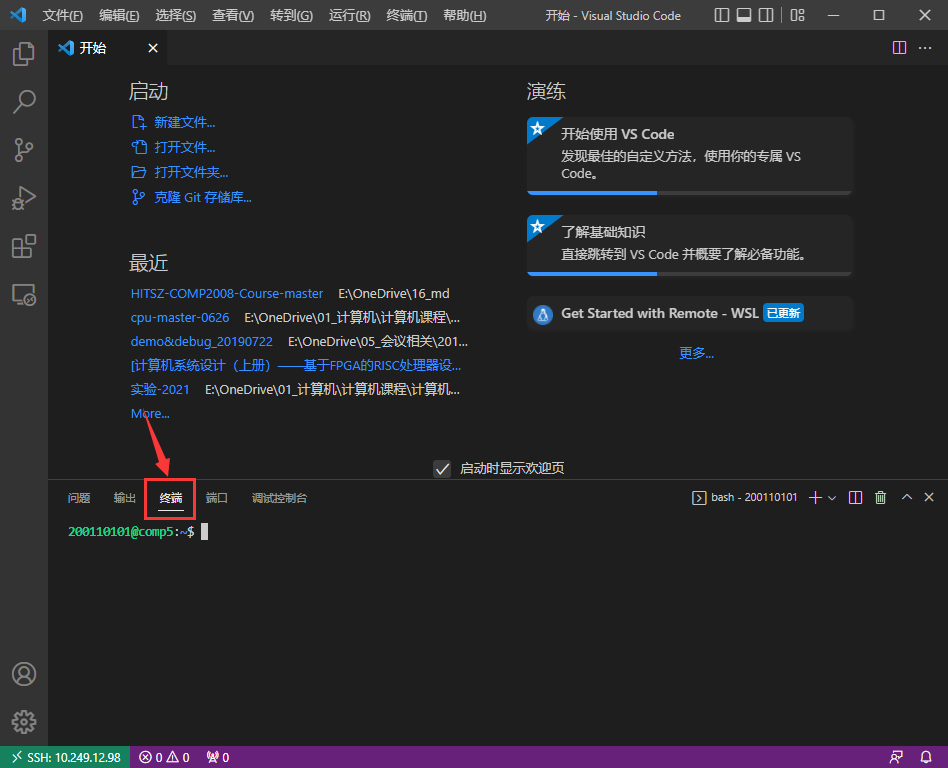 文件(F) 编辑(E) 选择(S) 查看(V) 转到(G) 运行(R) 终端(T) 帮助(H) 开始 - Visual Studio Code
开始
启动
新建文件...
打开文件...
打开文件夹...
克隆 Git 存储库...
最近
HITSZ-COMP2008-Course-master E:\OneDrive\16_md
cpu-master-0626 E:\OneDrive\01_计算机\计算机课程\...
demo&debug_20190722 E:\OneDrive\05_会议相关\201...
[计算机系统设计（上册）——基于FPGA的RISC处理器设...
实验-2021 E:\OneDrive\01_计算机\计算机课程\计算机...
More...
演练
开始使用 VS Code
发现最佳的自定义方法，使用你的专属 VS
Code。
了解基础知识
直接跳转到 VS Code 并概要了解必备功能。
Get Started with Remote - WSL 已更新
更多...
启动时显示欢迎页
问题 输出 终端 端口 调试控制台 bash - 200110101
200110101@comp5:~$
SSH: 10.249.12.98 0 0 0